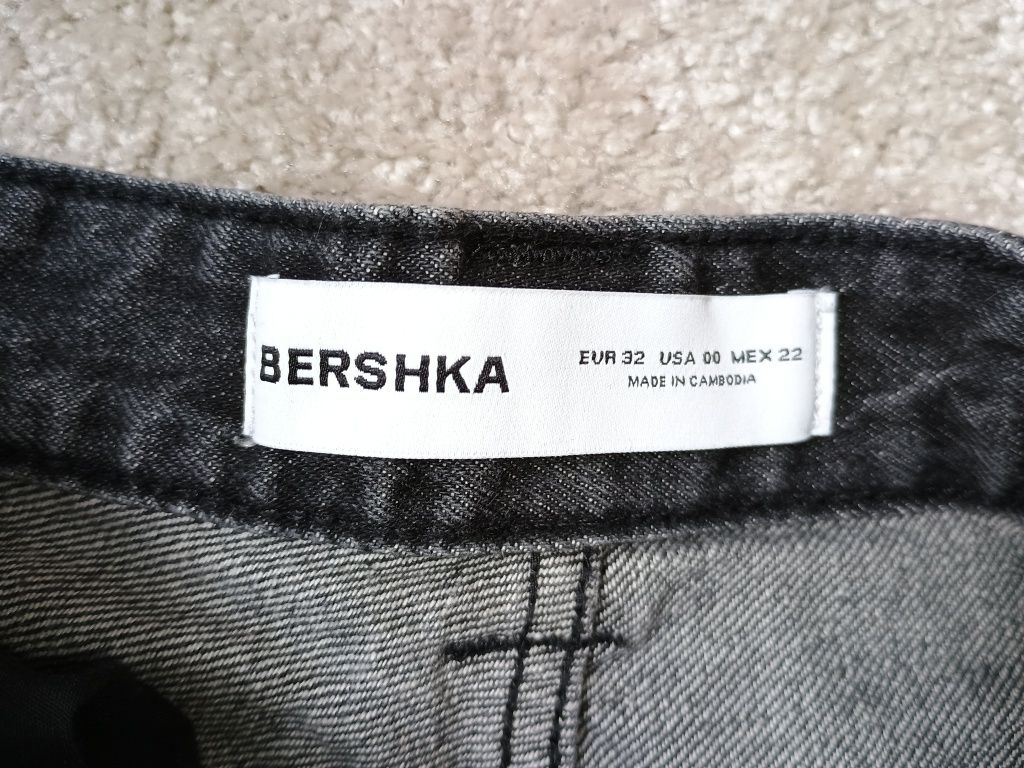 BERSHKA
EUR 32 USA 00 MEX 22
MADE IN CAMBODIA